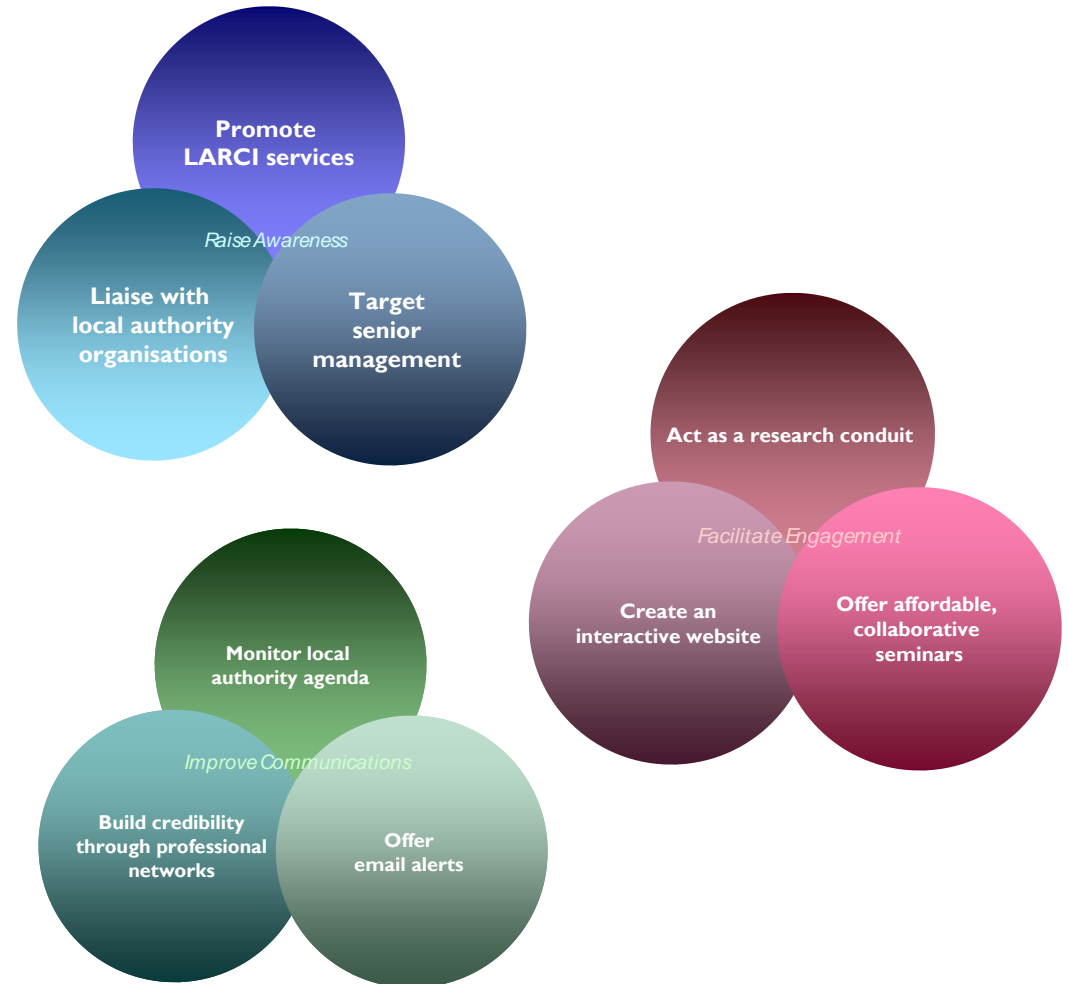 Promote
LARCI services
Raise Awareness
Liaise with
local authority
organisations
Target
senior
management
Act as a research conduit
Facilitate Engagement
Create an
interactive website
Offer affordable,
collaborative
seminars
Monitor local
authority agenda
Improve Communications
Build credibility
through professional
networks
Offer
email alerts